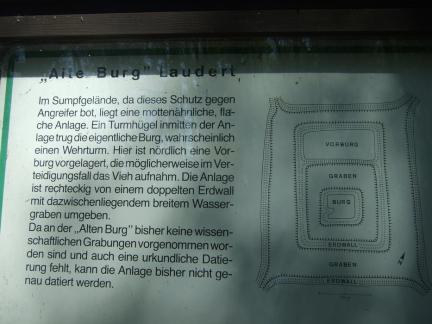 „Alte Burg" Laudert
Im Sumpfgelände, da dieses Schutz gegen
Angreifer bot, liegt eine mottenähnliche, fla-
che Anlage. Ein Turmhügel inmitten der An-
lage trug die eigentliche Burg, wahrscheinlich
einen Wehrturm. Hier ist nördlich eine Vor-
burg vorgelagert, die möglicherweise im Ver-
teidigungsfall das Vieh aufnahm. Die Anlage
ist rechteckig von einem doppelten Erdwall
mit dazwischenliegendem breitem Wasser-
graben umgeben.
Da an der „Alten Burg" bisher keine wissen-
schaftlichen Grabungen vorgenommen wor-
den sind und auch eine urkundliche Datie-
rung fehlt, kann die Anlage bisher nicht ge-
nau datiert werden.
VORBURG
GRABEN
BURG
ERDWALL
GRABEN
ERDWALL